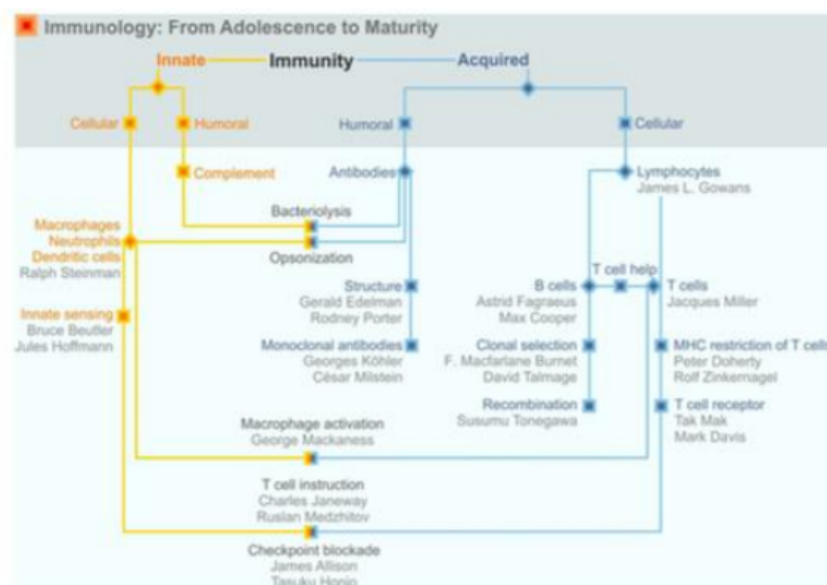 Immunology: From Adolescence to Maturity
Innate Immunity Acquired
Cellular
Humoral
Humoral
Cellular
Complement
Antibodies
Lymphocytes
James L. Gowans
Bacteriolysis
Opsonization
Macrophages
Neutrophils
Dendritic cells
Ralph Steinman
T cell help
Structure
Gerald Edelman
Rodney Porter
B cells
Astrid Fagraeus
Max Cooper
T cells
Jacques Miller
Innate sensing
Bruce Beutler
Jules Hoffmann
Monoclonal antibodies
Georges Köhler
César Milstein
Clonal selection
F. Macfarlane Burnet
David Talmage
MHC restriction of T cells
Peter Doherty
Rolf Zinkernagel
Recombination
Susumu Tonegawa
T cell receptor
Tak Mak
Mark Davis
Macrophage activation
George Mackaness
T cell instruction
Charles Janeway
Ruslan Medzhitov
Checkpoint blockade
James Allison
Tasuku Honjo